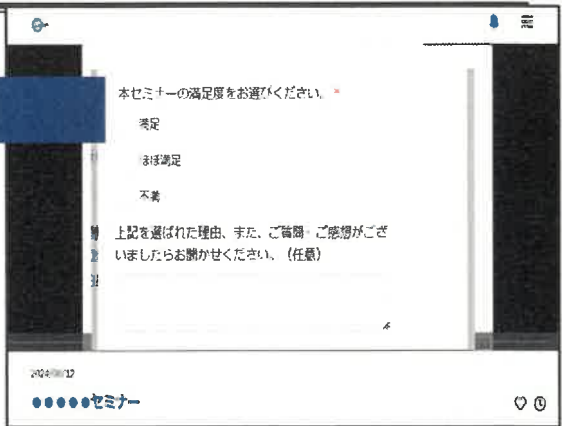 本セミナーの満足度をお選びください。 *
満足
ほぼ満足
不満
上記を選ばれた理由、また、ご質問・ご感想がござ
いましたらお聞かせください。（任意）
●●●●●セミナー